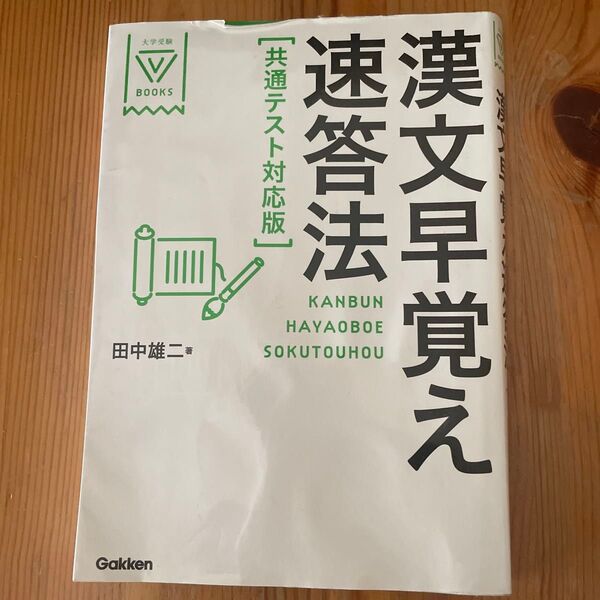 大学受験
V
BOOKS
漢文早覚え
速答法
[共通テスト対応版]
KANBUN
HAYAOBOE
SOKUTOUHOU
田中雄二 著
Gakken